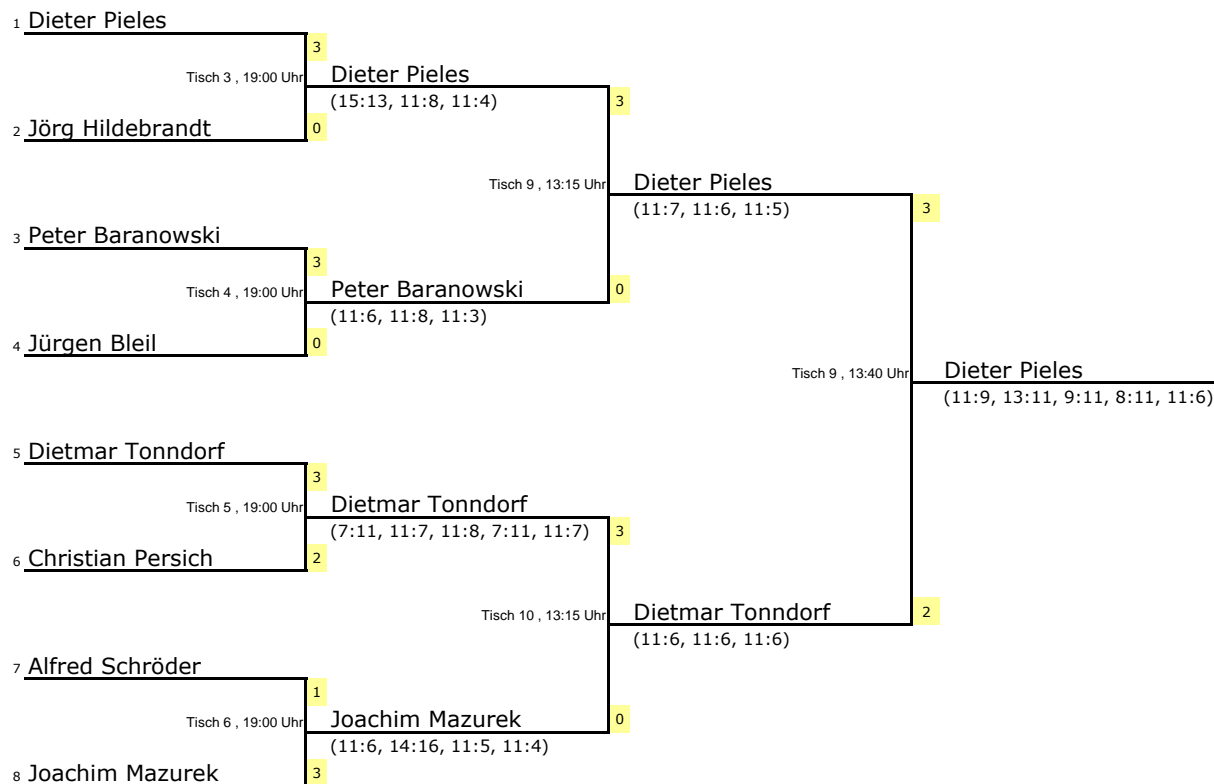 1 Dieter Pieles
3
Tisch 3 , 19:00 Uhr
Dieter Pieles
(15:13, 11:8, 11:4)
3
2 Jörg Hildebrandt
0
Tisch 9 , 13:15 Uhr
Dieter Pieles
(11:7, 11:6, 11:5)
3
3 Peter Baranowski
3
Tisch 4 , 19:00 Uhr
Peter Baranowski
0
(11:6, 11:8, 11:3)
4 Jürgen Bleil
0
Tisch 9 , 13:40 Uhr
Dieter Pieles
(11:9, 13:11, 9:11, 8:11, 11:6)
5 Dietmar Tonndorf
3
Tisch 5 , 19:00 Uhr
Dietmar Tonndorf
(7:11, 11:7, 11:8, 7:11, 11:7)
3
6 Christian Persich
2
Tisch 10 , 13:15 Uhr
Dietmar Tonndorf
2
(11:6, 11:6, 11:6)
7 Alfred Schröder
1
Tisch 6 , 19:00 Uhr
Joachim Mazurek
0
(11:6, 14:16, 11:5, 11:4)
8 Joachim Mazurek
3